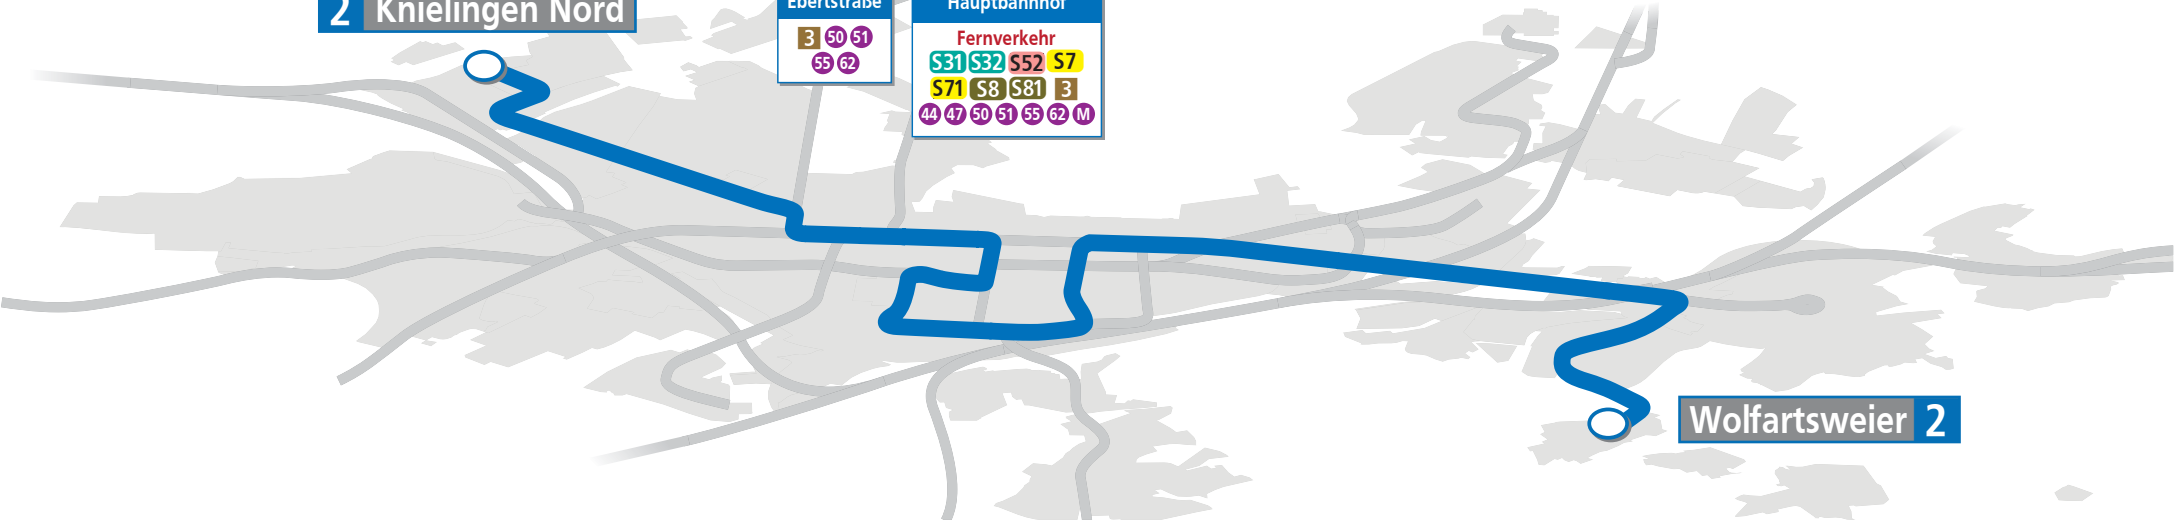 2 Knielingen Nord
Ebertstraße
3 50 51
55 62
Hauptbahnhof
Fernverkehr
S31 S32 S52 S7
S71 S8 S81 3
44 47 50 51 55 62 M
Wolfartsweier 2